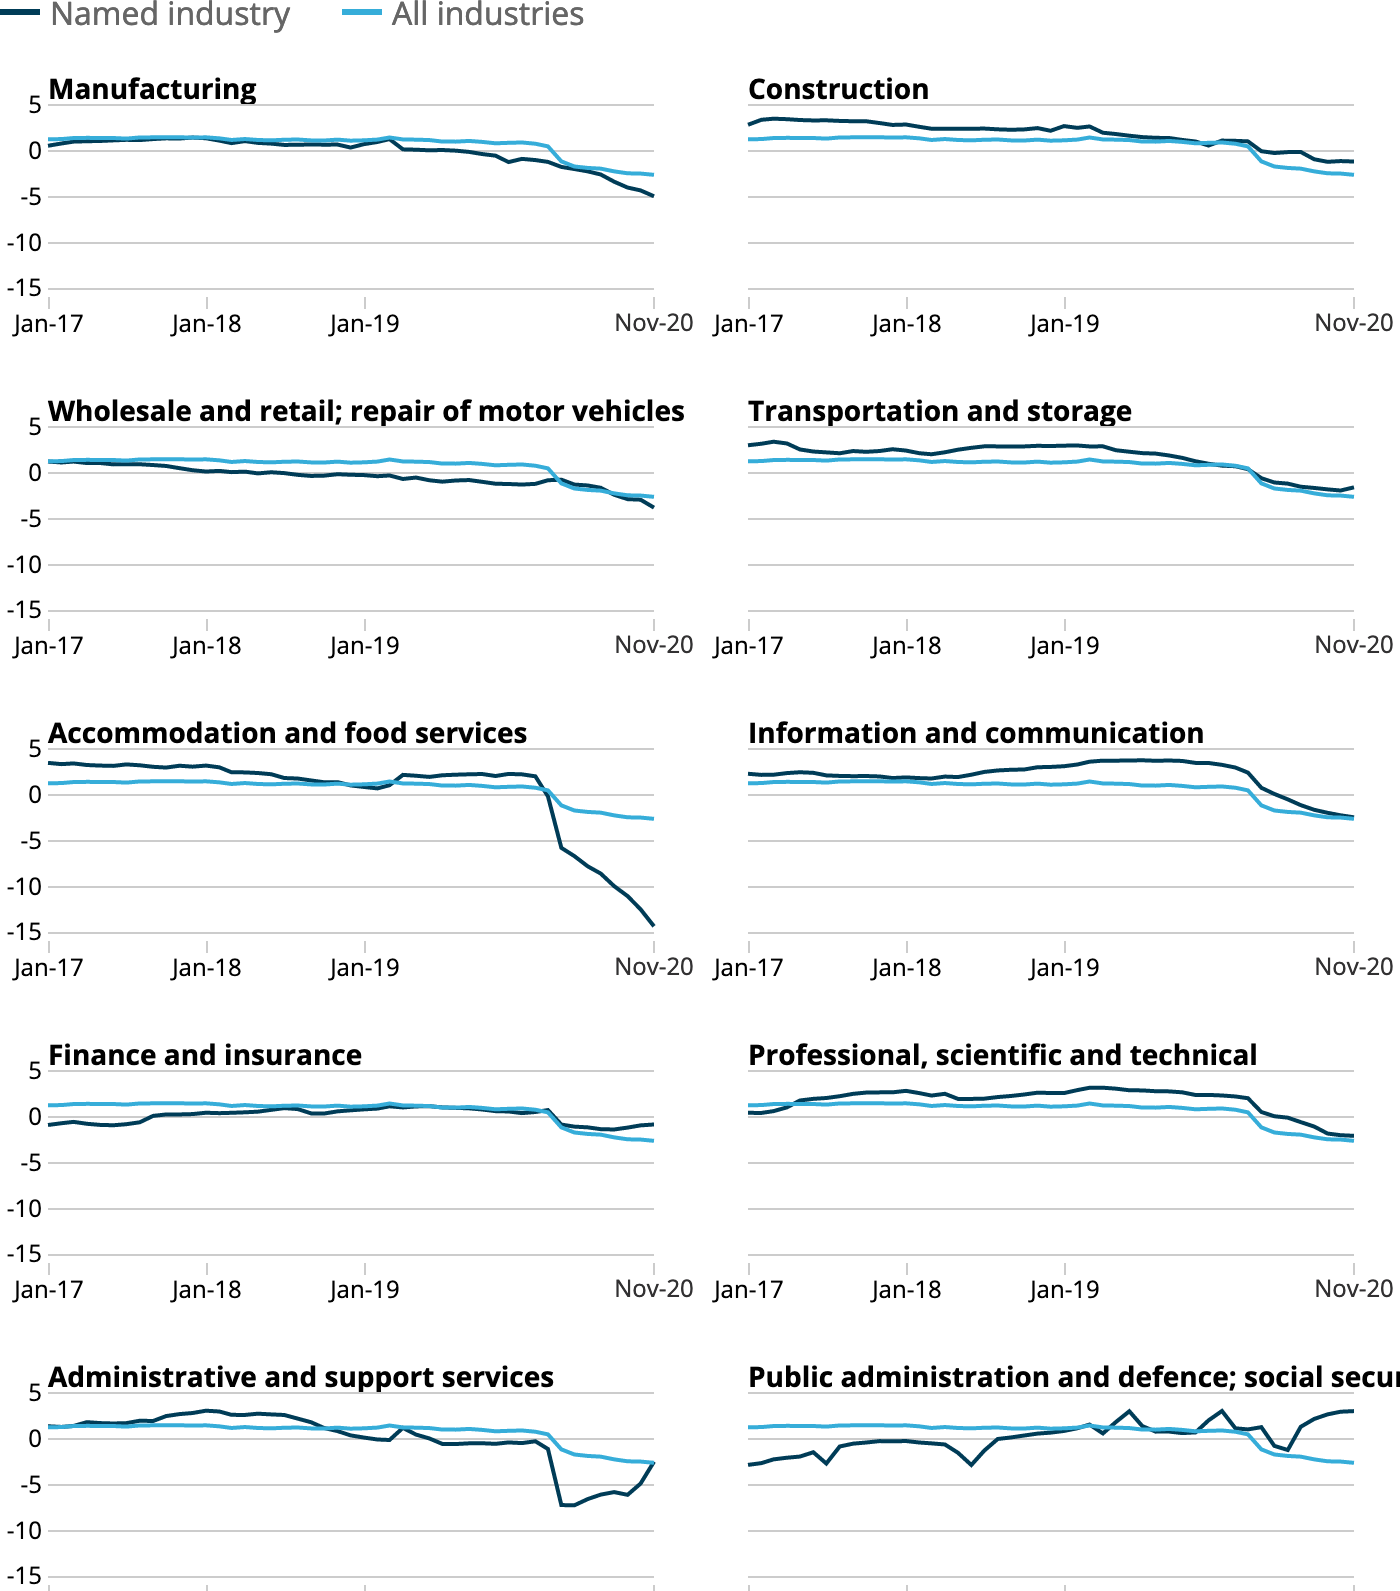 Named industry All industries
Manufacturing Construction
5
0
-5
-10
-15
Jan-17 Jan-18 Jan-19 Nov-20 Jan-17 Jan-18 Jan-19 Nov-20
Wholesale and retail; repair of motor vehicles Transportation and storage
5
0
-5
-10
-15
Jan-17 Jan-18 Jan-19 Nov-20 Jan-17 Jan-18 Jan-19 Nov-20
Accommodation and food services Information and communication
5
0
-5
-10
-15
Jan-17 Jan-18 Jan-19 Nov-20 Jan-17 Jan-18 Jan-19 Nov-20
Finance and insurance Professional, scientific and technical
5
0
-5
-10
-15
Jan-17 Jan-18 Jan-19 Nov-20 Jan-17 Jan-18 Jan-19 Nov-20
Administrative and support services Public administration and defence; social secur
5
0
-5
-10
-15